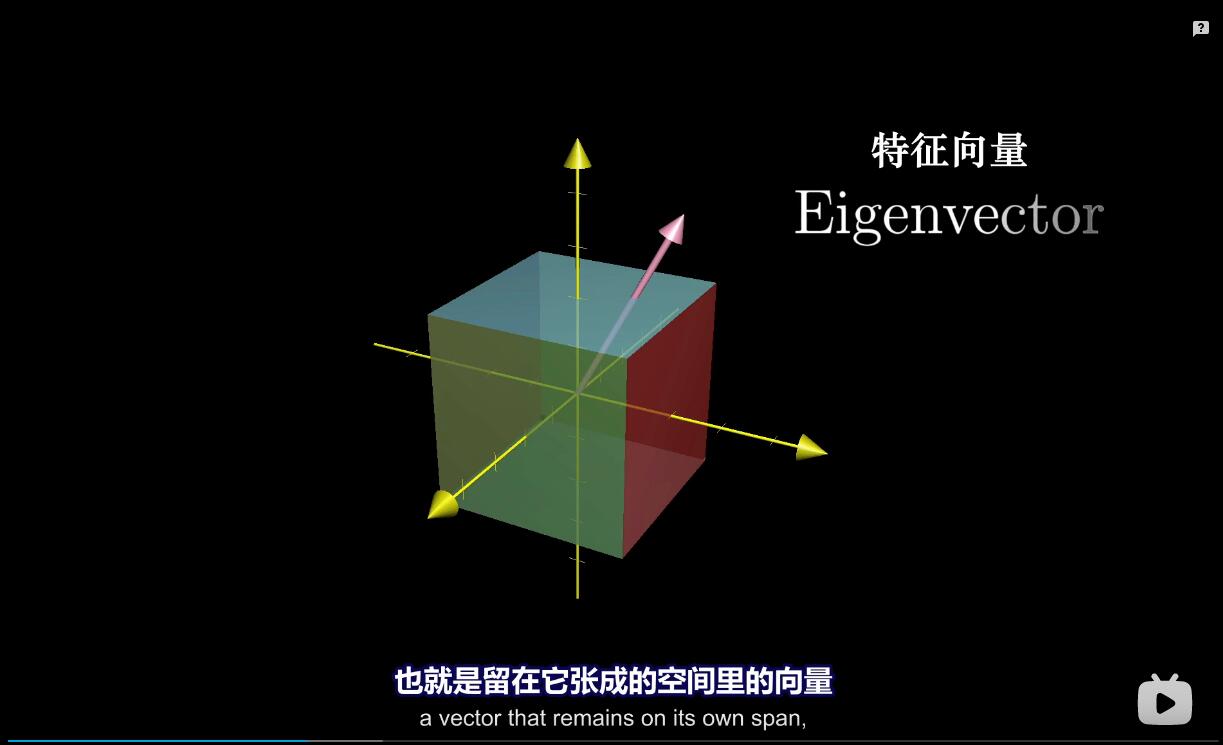 特征向量
Eigenvector
也就是留在它张成的空间里的向量
a vector that remains on its own span,